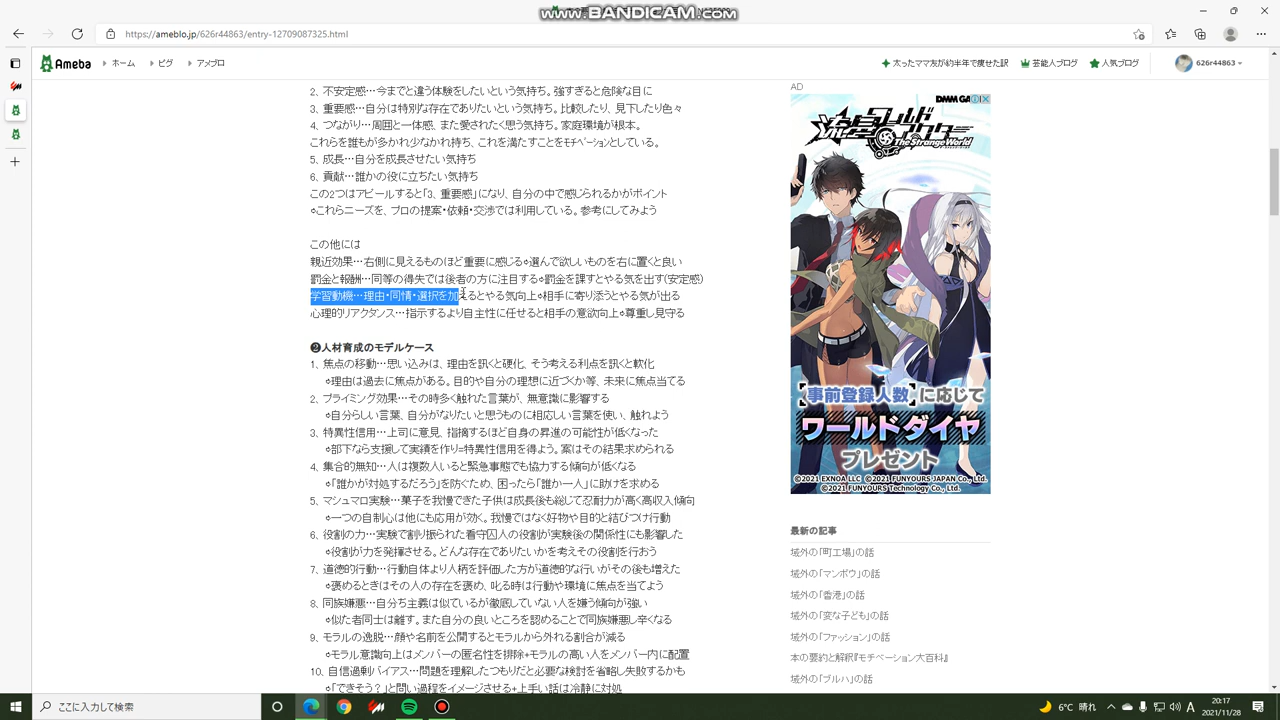 www.BANDICAM.com
https://ameblo.jp/626r44863/entry-12709087325.html
Ameba
ホーム
ピグ
アメブロ
太ったママ友が約半年で痩せた訳
芸能人ブログ
人気ブログ
626r44863
2、不安定感…今までと違う体験をしたいという気持ち。強すぎると危険な目に
3、重要感…自分は特別な存在でありたいという気持ち。比較したり、見下したり色々
4、つながり…周囲と一体感、また愛されたく思う気持ち。家庭環境が根本。
これらを誰もが多かれ少なかれ持ち、これを満たすことをﾓﾁﾍﾞｰｼｮﾝとしている。
5、成長…自分を成長させたい気持ち
6、貢献…誰かの役に立ちたい気持ち
この2つはアピールすると「3、重要感」になり、自分の中で感じられるかがポイント
⇨これらニーズを、プロの提案・依頼・交渉では利用している。参考にしてみよう
この他には
親近効果…右側に見えるものほど重要に感じる⇨選んで欲しいものを右に置くと良い
罰金と報酬…同等の得失では後者の方に注目する⇨罰金を課すとやる気を出す(安定感)
学習動機…理由・同情・選択を加えるとやる気向上⇨相手に寄り添うとやる気が出る
心理的リアクタンス…指示するより自主性に任せると相手の意欲向上⇨尊重し見守る
❷人材育成のモデルケース
1、焦点の移動…思い込みは、理由を訊くと硬化、そう考える利点を訊くと軟化
⇨理由は過去に焦点がある。目的や自分の理想に近づくか等、未来に焦点当てる
2、プライミング効果…その時多く触れた言葉が、無意識に影響する
⇨自分らしい言葉、自分がなりたいと思うものに相応しい言葉を使い、触れよう
3、特異性信用…上司に意見、指摘するほど自身の昇進の可能性が低くなった
⇨部下なら支援して実績を作り=特異性信用を得よう。案はその結果求められる
4、集合的無知…人は複数人いると緊急事態でも協力する傾向が低くなる
⇨「誰かが対処するだろう」を防ぐため、困ったら「誰か一人」に助けを求める
5、マシュマロ実験…菓子を我慢できた子供は成長後も総じて忍耐力が高く高収入傾向
⇨一つの自制心は他にも応用が効く。我慢ではなく好物や目的と結びつけ行動
6、役割の力…実験で割り振られた看守囚人の役割が実験後の関係性にも影響した
⇨役割が力を発揮させる。どんな存在でありたいかを考えその役割を行おう
7、道徳的行動…行動自体より人柄を評価した方が道徳的な行いがその後も増えた
⇨褒めるときはその人の存在を褒め、叱る時は行動や環境に焦点を当てよう
8、同族嫌悪…自分ち主義は似ているが徹底していない人を嫌う傾向が強い
⇨似た者同士は離す。また自分の良いところを認めることで同族嫌悪し辛くなる
9、モラルの逸脱…顔や名前を公開するとモラルから外れる割合が減る
⇨モラル意識向上はメンバーの匿名性を排除+モラルの高い人をメンバー内に配置
10、自信過剰バイアス…問題を理解したつもりだと必要な検討を省略し失敗するかも
⇨「できそう？」と問い過程をイメージさせる+上手い話は冷静に対処
AD
DMM GA
The Strange World
事前登録人数に応じて
ワールドダイヤ
プレゼント
©2021 EXNOA LLC ©2021 FUNYOURS JAPAN Co., Ltd.
©2021 FUNYOURS Technology Co., Ltd.
最新の記事
域外の「町工場」の話
域外の「マンボウ」の話
域外の「香港」の話
域外の「変な子ども」の話
域外の「ファッション」の話
本の要約と解釈『モチベーション大百科』
域外の「ブルハ」の話
ここに入力して検索
6℃ 晴れ
A
20:17
2021/11/28